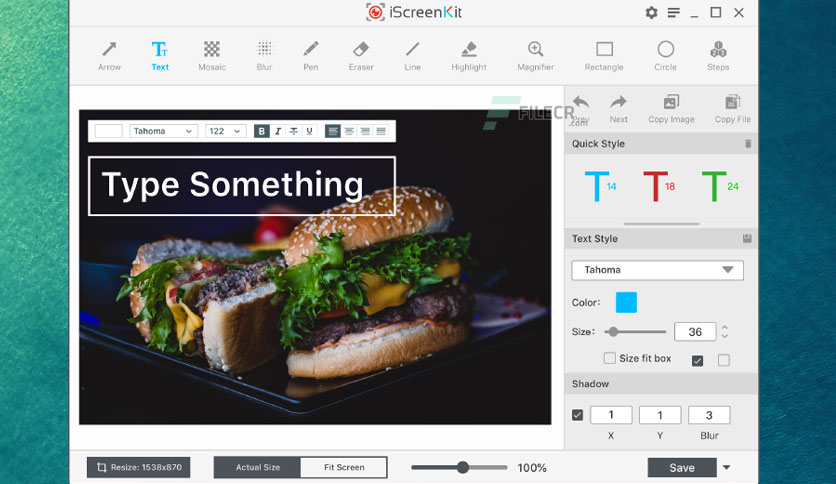 iScreenKit
Arrow Text Mosaic Blur Pen Eraser Line Highlight Magnifier Rectangle Circle Steps
Prev Next Copy Image Copy File
FILECR
.com
Tahoma 122 B I T U
Type Something
Quick Style
T 14 T 18 T 24
Text Style
Tahoma
Color:
Size: 36
Size fit box
Shadow
1 1 3
X Y Blur
Resize: 1538x870 Actual Size Fit Screen 100% Save